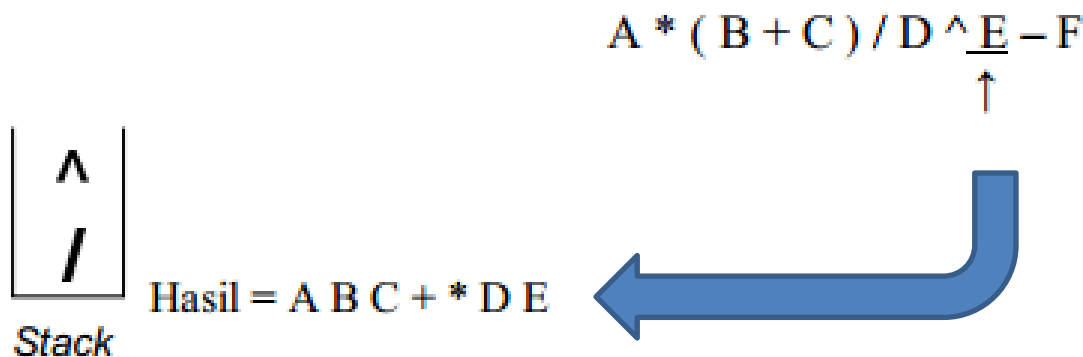 A * ( B + C ) / D ^ E – F
^
/
Hasil = A B C + * D E
Stack